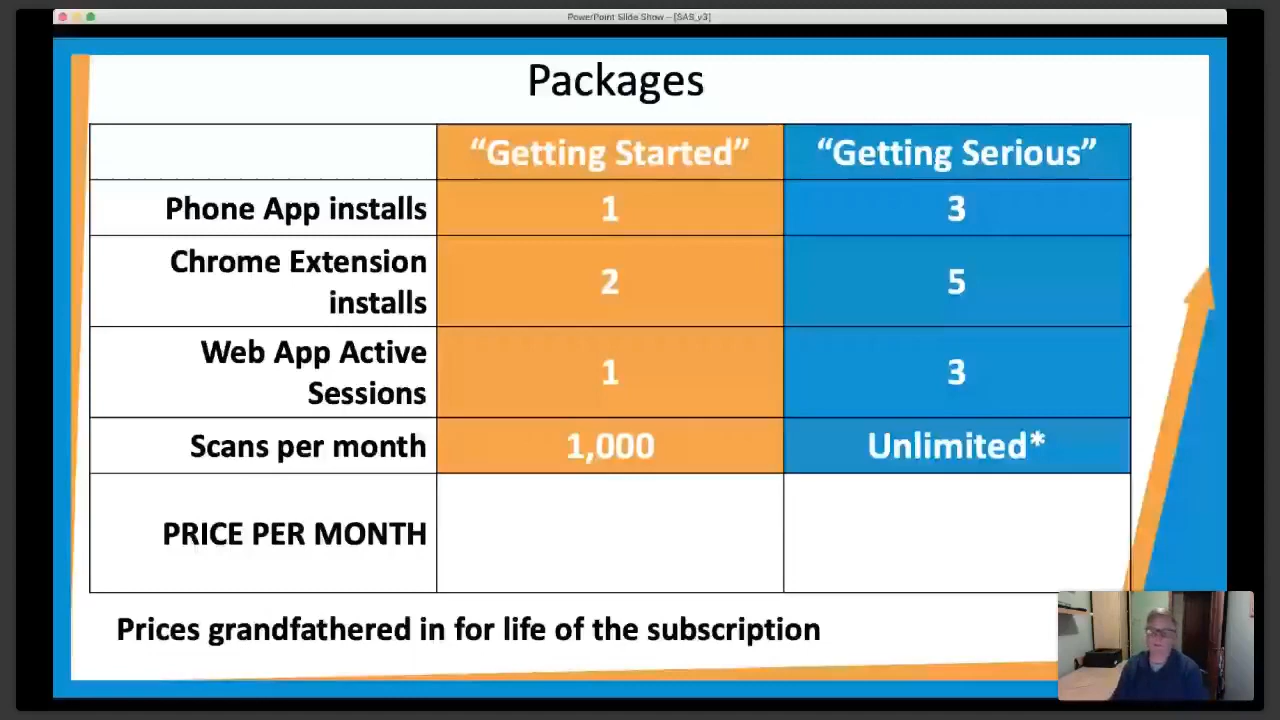 PowerPoint Slide Show - [SAS_v3]
Packages
“Getting Started” “Getting Serious”
Phone App installs 1 3
Chrome Extension
installs 2 5
Web App Active
Sessions 1 3
Scans per month 1,000 Unlimited*
PRICE PER MONTH
Prices grandfathered in for life of the subscription